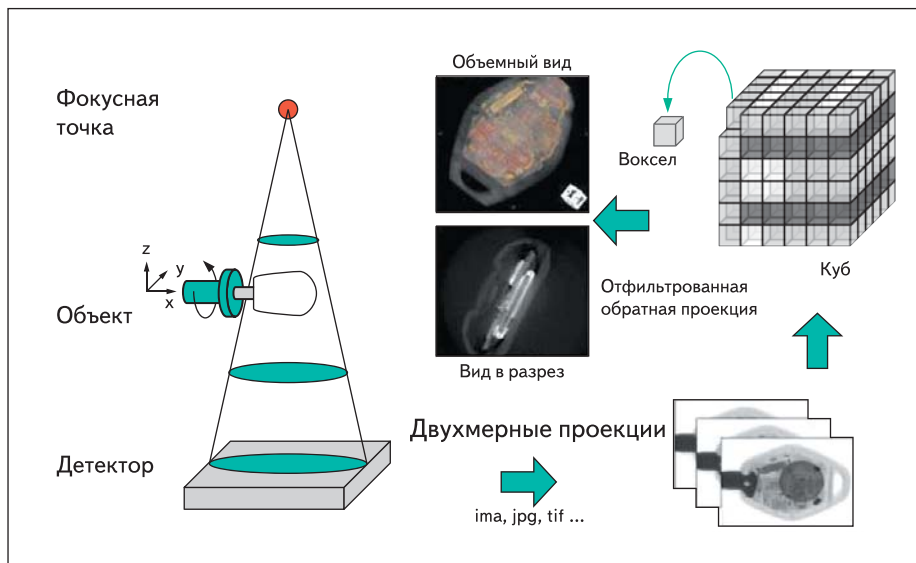 Фокусная
точка
z
y
x
Объект
Детектор
Объемный вид
Воксел
Куб
Отфильтрованная
обратная проекция
Вид в разрез
Двухмерные проекции
ima, jpg, tif ...